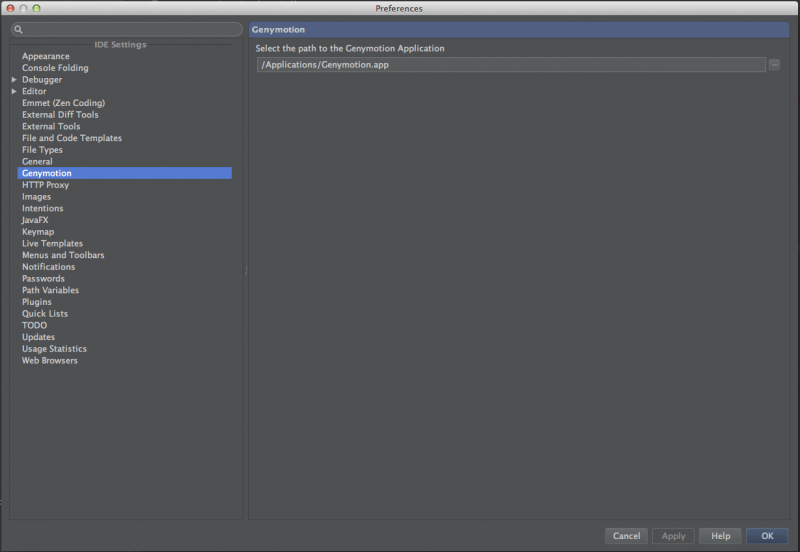 Preferences
IDE Settings
Appearance
Console Folding
Debugger
Editor
Emmet (Zen Coding)
External Diff Tools
External Tools
File and Code Templates
File Types
General
Genymotion
HTTP Proxy
Images
Intentions
JavaFX
Keymap
Live Templates
Menus and Toolbars
Notifications
Passwords
Path Variables
Plugins
Quick Lists
TODO
Updates
Usage Statistics
Web Browsers
Genymotion
Select the path to the Genymotion Application
/Applications/Genymotion.app
Cancel
Apply
Help
OK